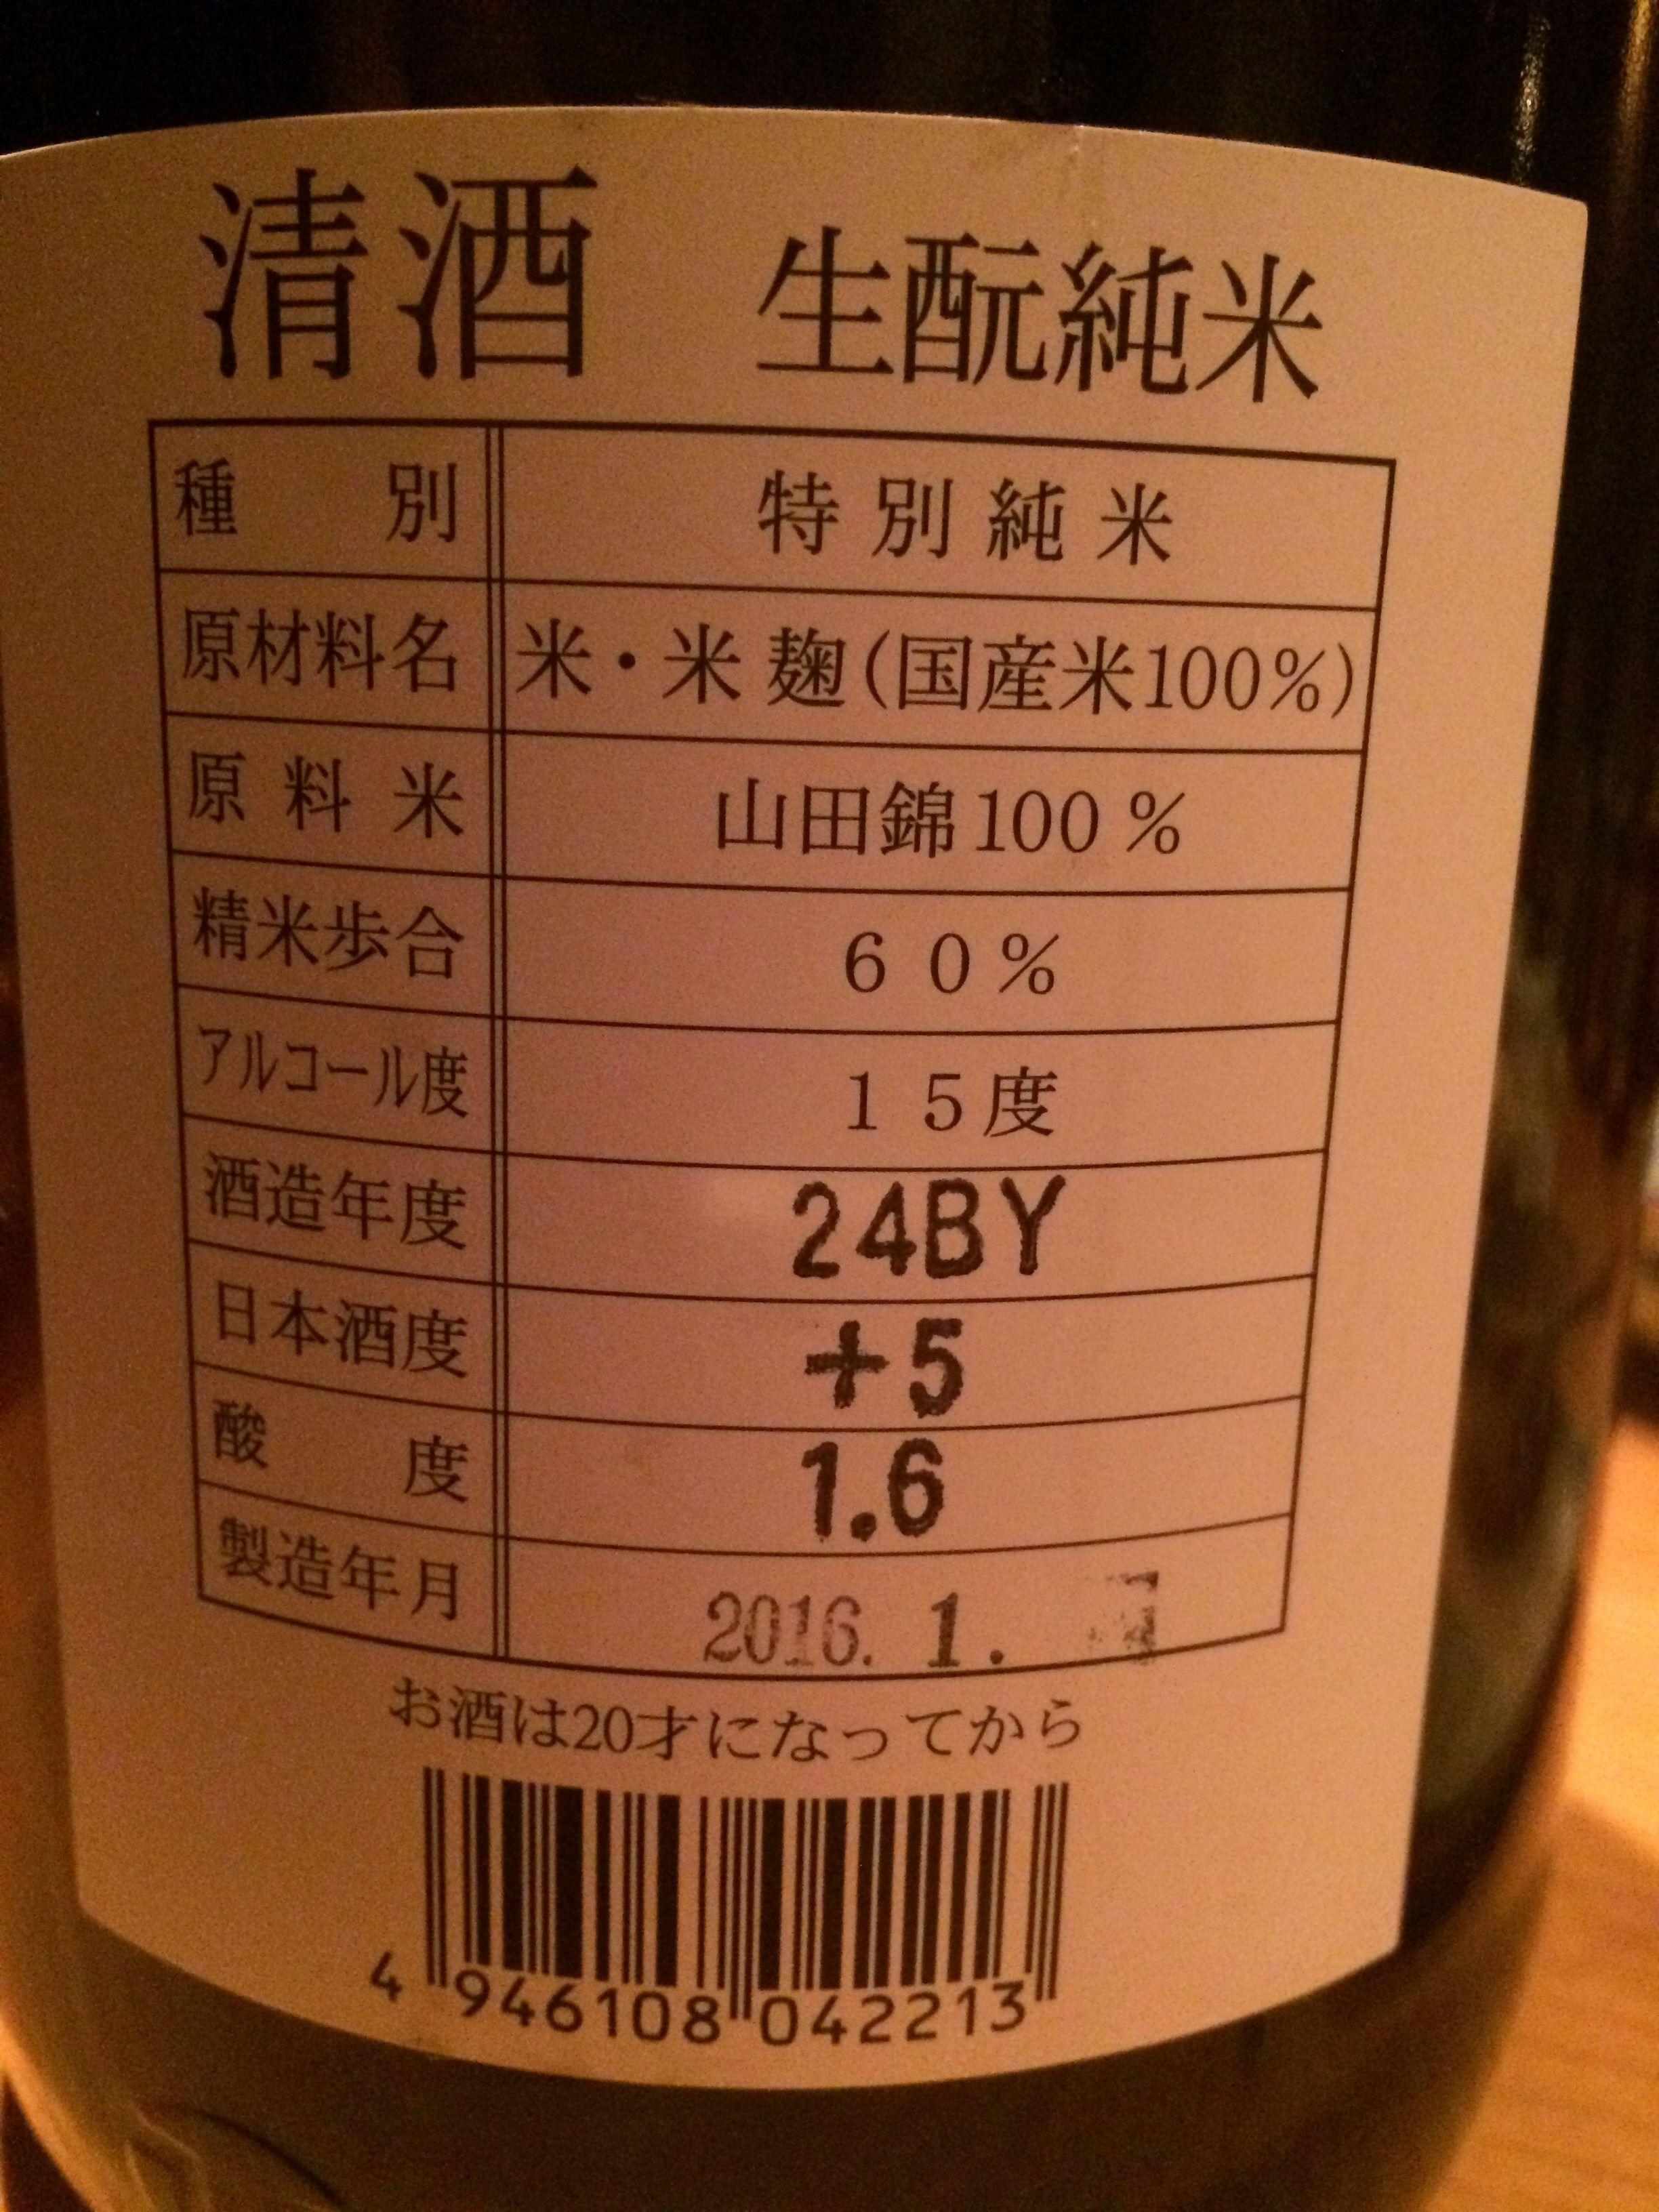 清酒 生酛純米
種別 特別純米
原材料名 米・米麹(国産米100%)
原料米 山田錦100%
精米歩合 60%
アルコール度 15度
酒造年度 24BY
日本酒度 +5
酸度 1.6
製造年月 2016. 1.
お酒は20才になってから
4 946108 042213